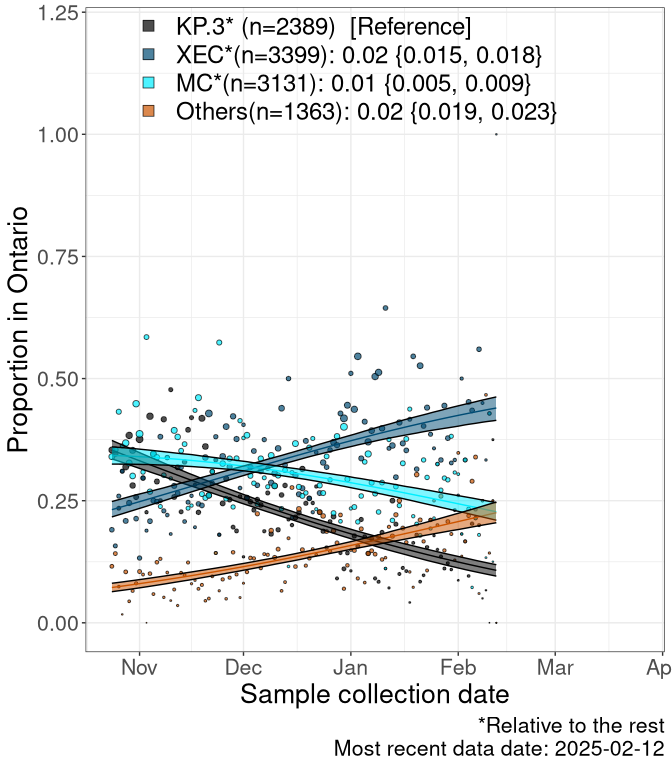 KP.3* (n=2389) [Reference]
XEC*(n=3399): 0.02 {0.015, 0.018}
MC*(n=3131): 0.01 {0.005, 0.009}
Others(n=1363): 0.02 {0.019, 0.023}
Proportion in Ontario
1.25
1.00
0.75
0.50
0.25
0.00
Nov Dec Jan Feb Mar Ap
Sample collection date
*Relative to the rest
Most recent data date: 2025-02-12